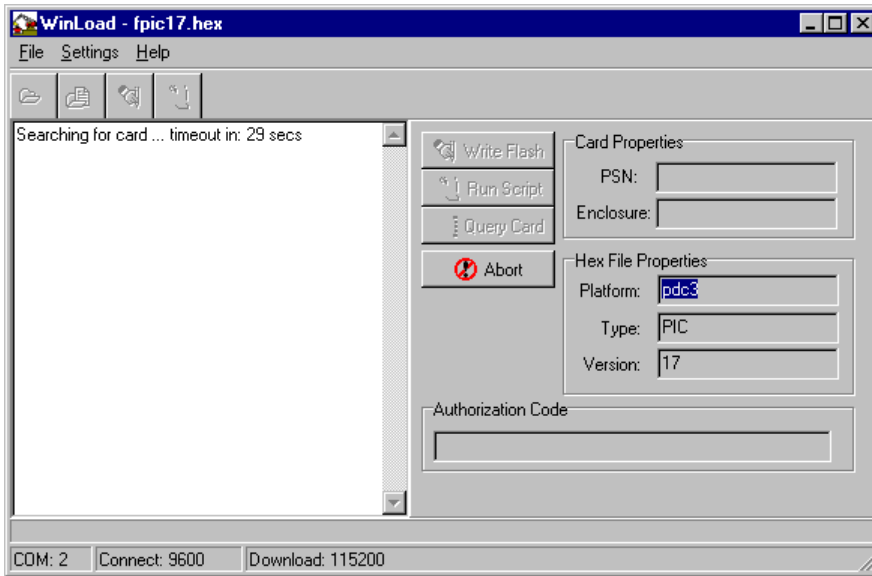 WinLoad - fpic17.hex
File Settings Help
Searching for card ... timeout in: 29 secs
Write Flash
Run Script
Query Card
Abort
Card Properties
PSN:
Enclosure:
Hex File Properties
Platform: pdc3
Type: PIC
Version: 17
Authorization Code
COM: 2 Connect: 9600 Download: 115200